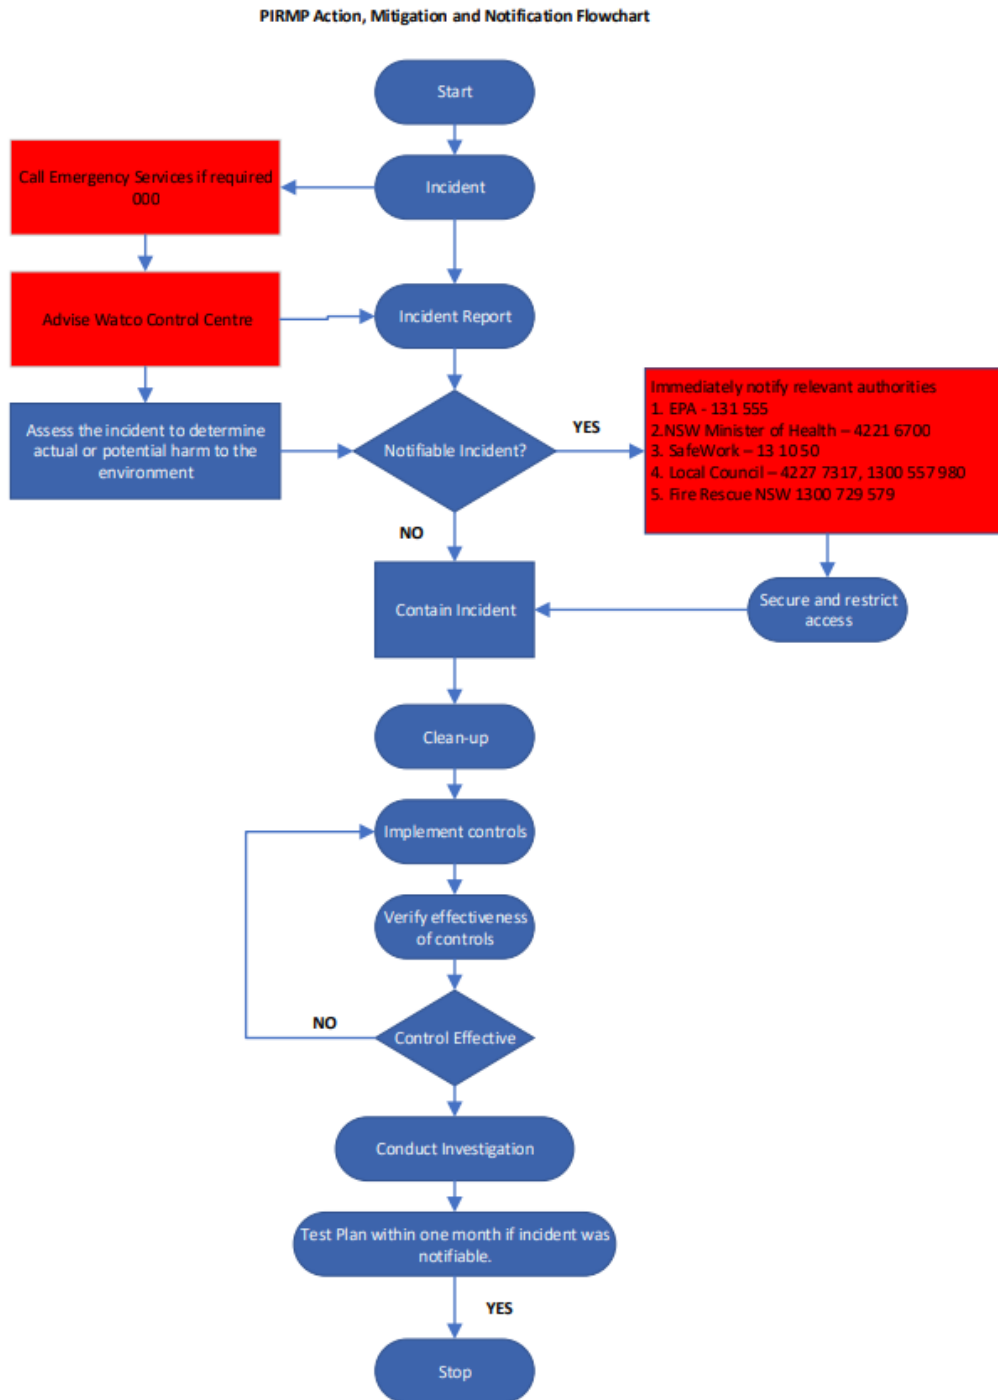 PIRMP Action, Mitigation and Notification Flowchart
Start
Call Emergency Services if required
000
Incident
Advise Watco Control Centre
Incident Report
Assess the incident to determine
actual or potential harm to the
environment
Notifiable Incident?
YES
Immediately notify relevant authorities
1. EPA - 131 555
2.NSW Minister of Health – 4221 6700
3. SafeWork – 13 10 50
4. Local Council – 4227 7317, 1300 557 980
5. Fire Rescue NSW 1300 729 579
NO
Contain Incident
Secure and restrict
access
Clean-up
Implement controls
Verify effectiveness
of controls
NO
Control Effective
Conduct Investigation
Test Plan within one month if incident was
notifiable.
YES
Stop